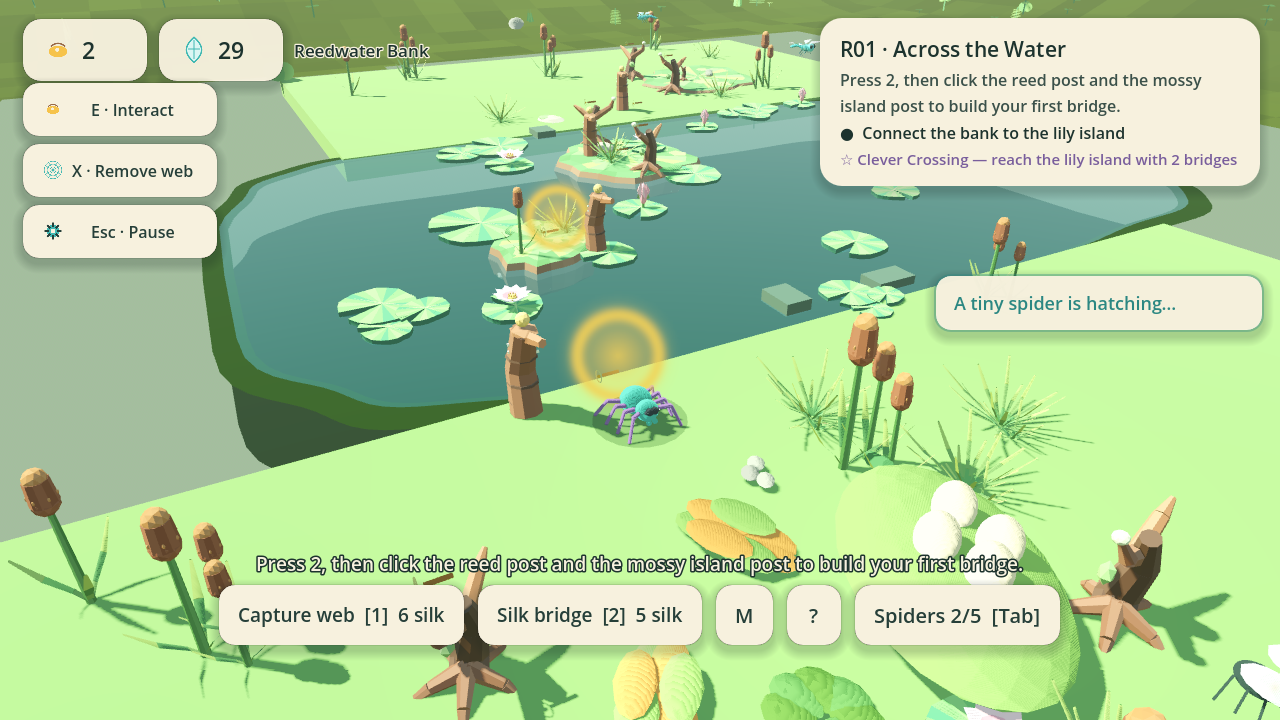 2
29
Reedwater Bank
E · Interact
X · Remove web
Esc · Pause
R01 · Across the Water
Press 2, then click the reed post and the mossy
island post to build your first bridge.
● Connect the bank to the lily island
☆ Clever Crossing — reach the lily island with 2 bridges
A tiny spider is hatching...
Press 2, then click the reed post and the mossy island post to build your first bridge.
Capture web [1] 6 silk
Silk bridge [2] 5 silk
M
?
Spiders 2/5 [Tab]